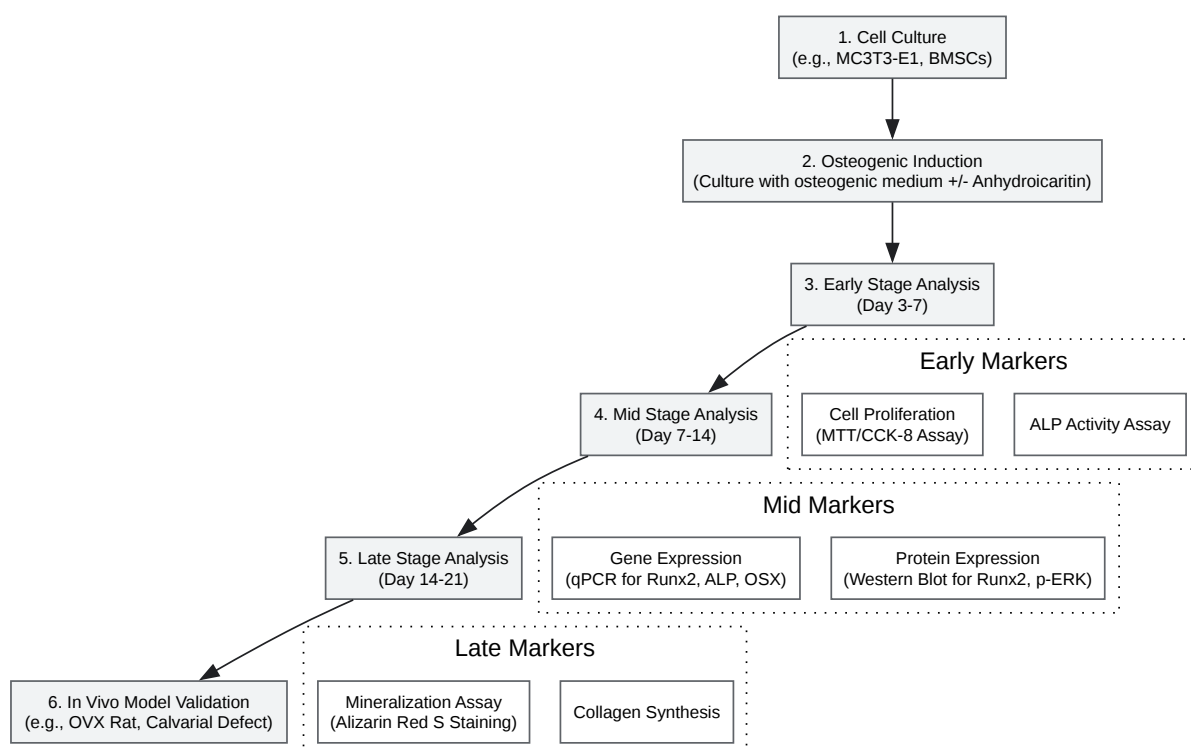 1. Cell Culture
(e.g., MC3T3-E1, BMSCs)
2. Osteogenic Induction
(Culture with osteogenic medium +/- Anhydroicaritin)
3. Early Stage Analysis
(Day 3-7)
Early Markers
4. Mid Stage Analysis
(Day 7-14)
Cell Proliferation
(MTT/CCK-8 Assay)
ALP Activity Assay
Mid Markers
5. Late Stage Analysis
(Day 14-21)
Gene Expression
(qPCR for Runx2, ALP, OSX)
Protein Expression
(Western Blot for Runx2, p-ERK)
Late Markers
6. In Vivo Model Validation
(e.g., OVX Rat, Calvarial Defect)
Mineralization Assay
(Alizarin Red S Staining)
Collagen Synthesis